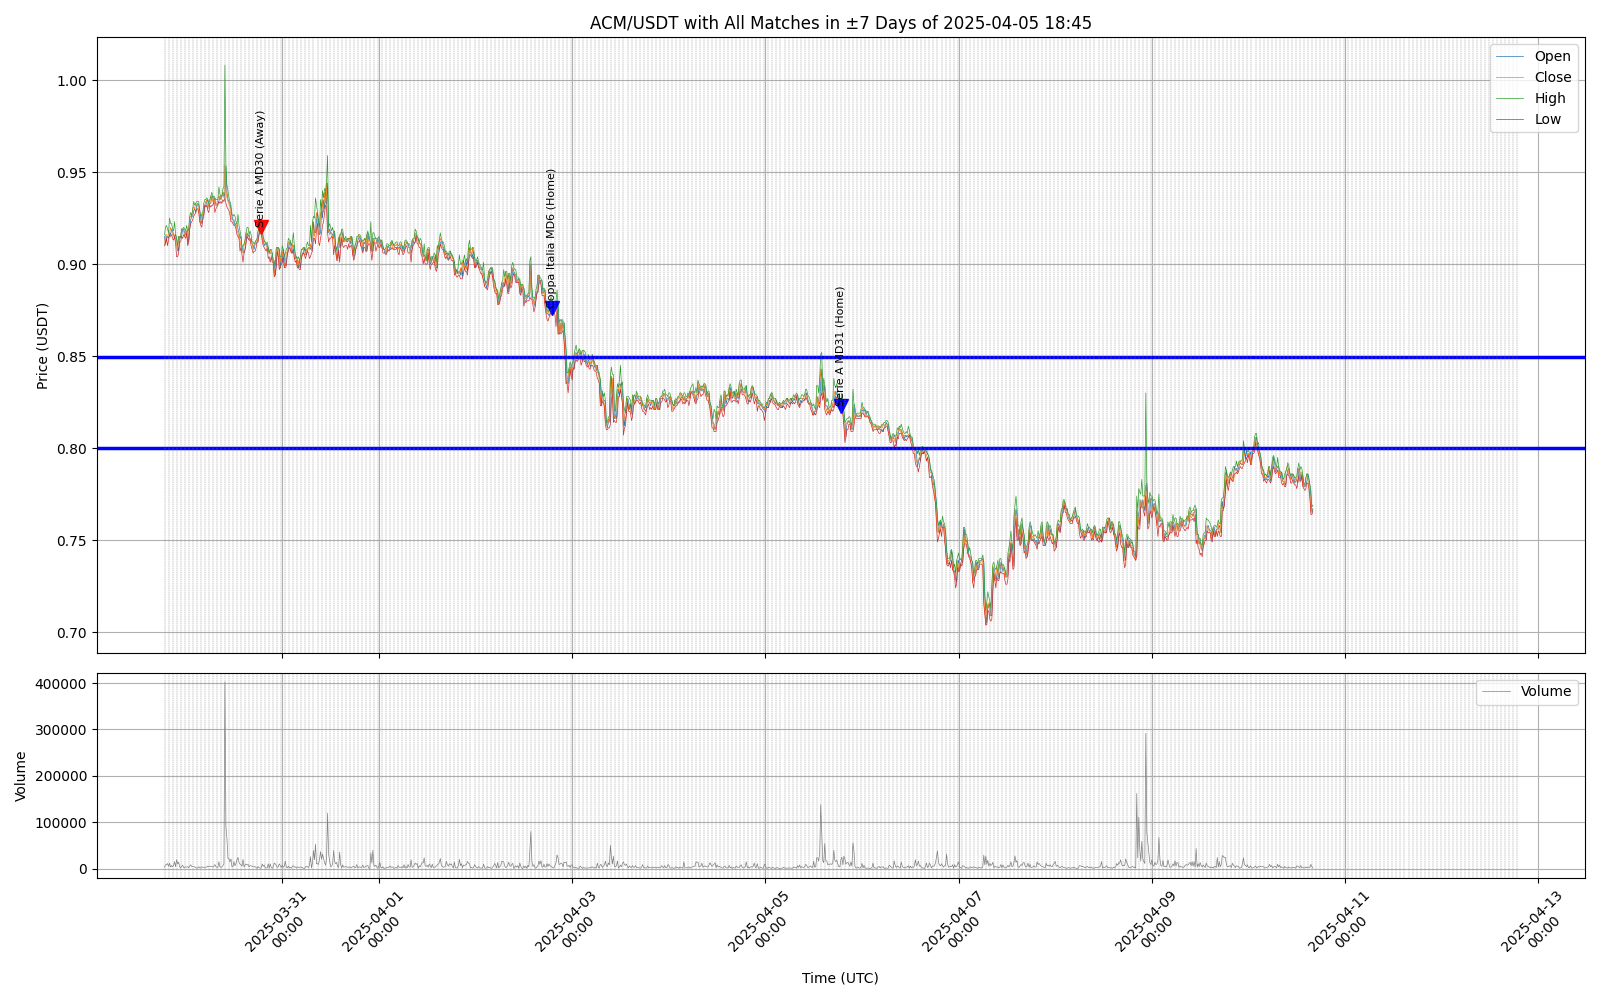 ACM/USDT with All Matches in ±7 Days of 2025-04-05 18:45
Open
Close
High
Low
Price (USDT)
1.00
0.95
0.90
0.85
0.80
0.75
0.70
Serie A MD30 (Away)
Coppa Italia MD6 (Home)
Serie A MD31 (Home)
Volume
Volume
400000
300000
200000
100000
0
2025-03-31
00:00
2025-04-01
00:00
2025-04-03
00:00
2025-04-05
00:00
2025-04-07
00:00
2025-04-09
00:00
2025-04-11
00:00
2025-04-13
00:00
Time (UTC)